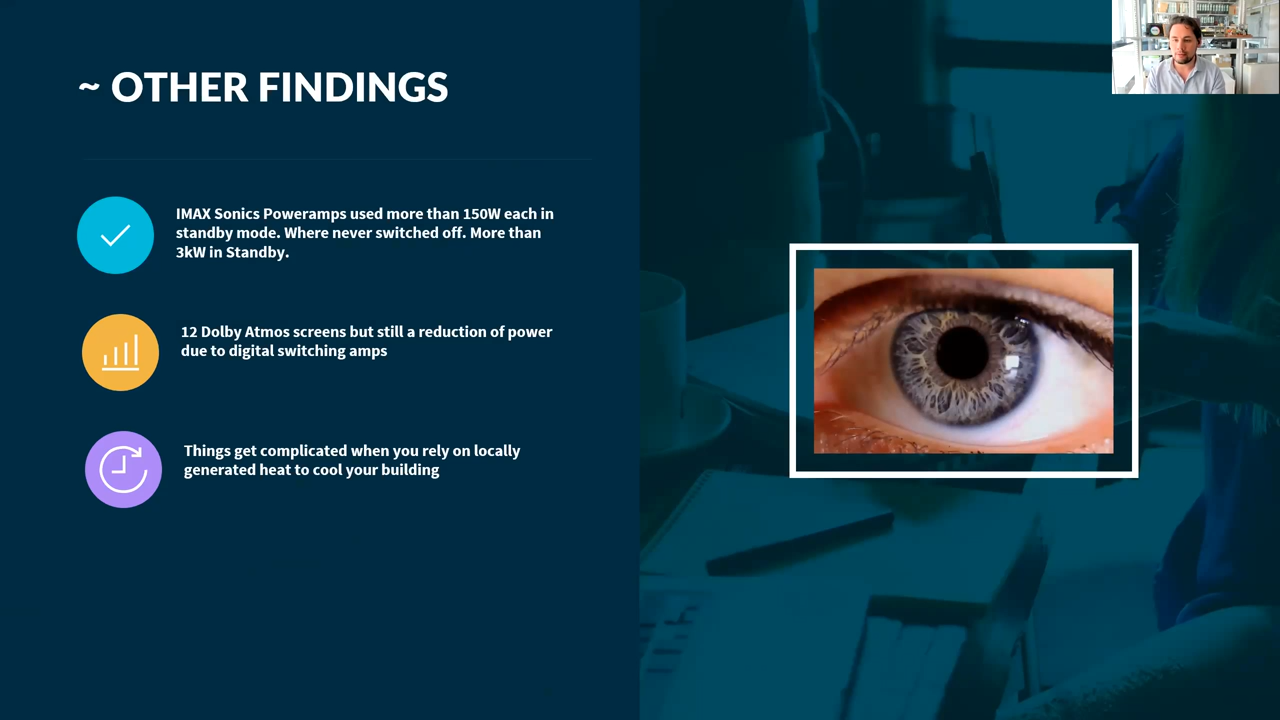 ~ OTHER FINDINGS
IMAX Sonics Poweramps used more than 150W each in
standby mode. Where never switched off. More than
3kW in Standby.
12 Dolby Atmos screens but still a reduction of power
due to digital switching amps
Things get complicated when you rely on locally
generated heat to cool your building